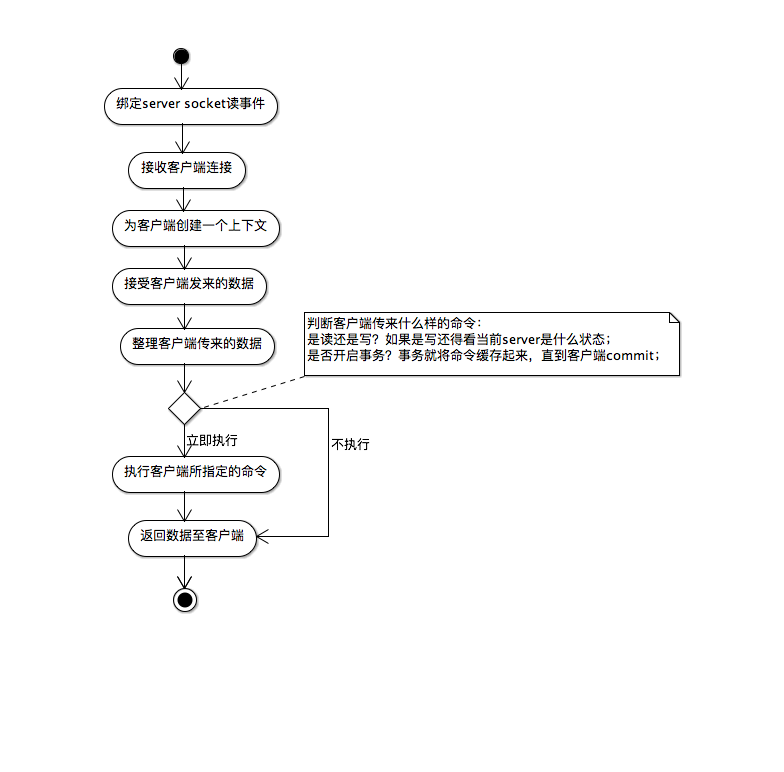 绑定server socket读事件
接收客户端连接
为客户端创建一个上下文
接受客户端发来的数据
整理客户端传来的数据
判断客户端传来什么样的命令：
是读还是写？如果是写还得看当前server是什么状态；
是否开启事务？事务就将命令缓存起来，直到客户端commit；
立即执行
不执行
执行客户端所指定的命令
返回数据至客户端